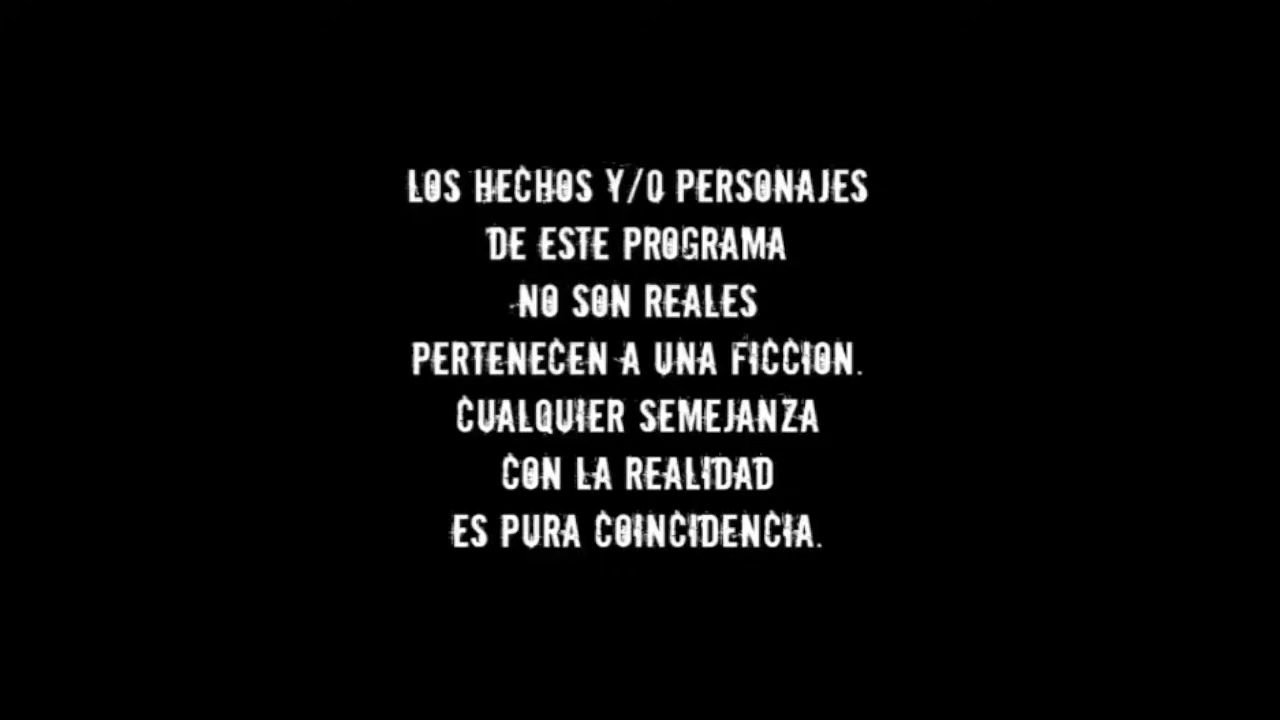 LOS HECHOS Y/O PERSONAJES
DE ESTE PROGRAMA
NO SON REALES
PERTENECEN A UNA FICCION.
CUALQUIER SEMEJANZA
CON LA REALIDAD
ES PURA COINCIDENCIA.